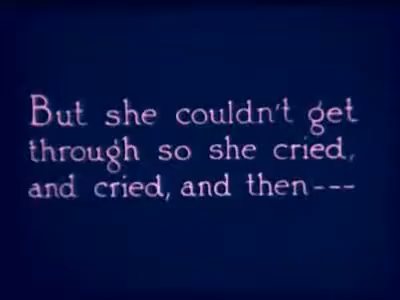 But she couldn't get
through so she cried,
and cried, and then---